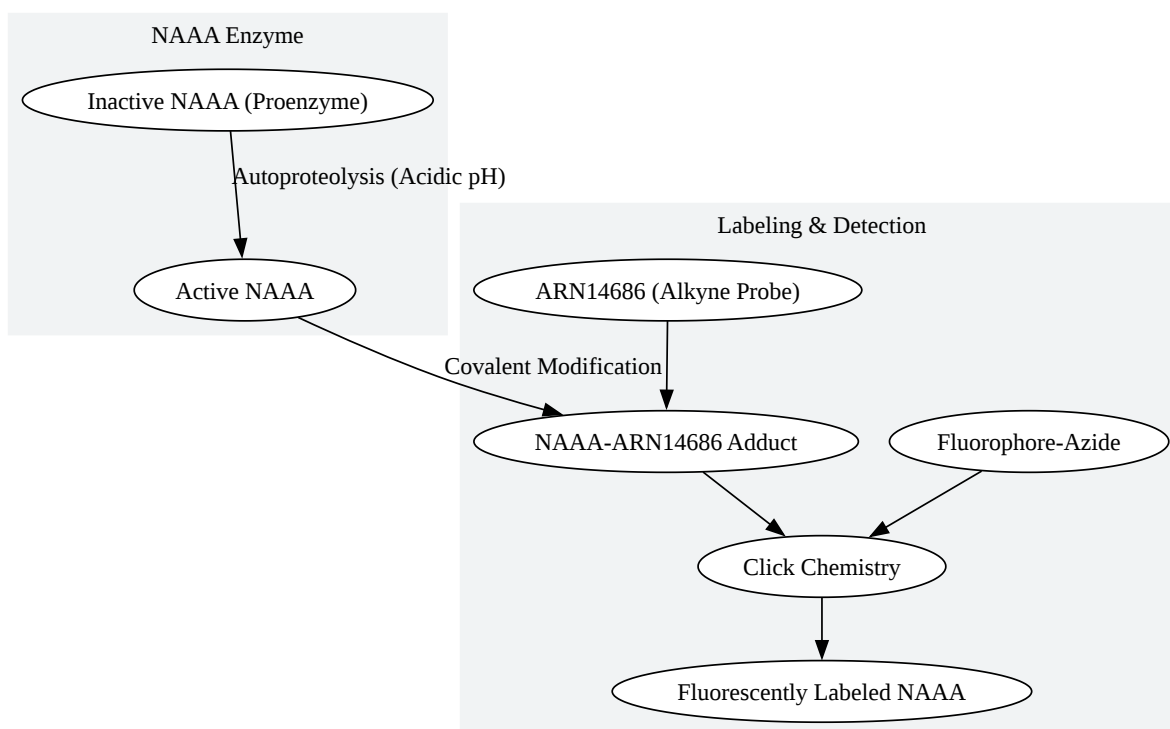 NAAA Enzyme
Inactive NAAA (Proenzyme)
Autoproteolysis (Acidic pH)
Active NAAA
Labeling & Detection
ARN14686 (Alkyne Probe)
Covalent Modification
NAAA-ARN14686 Adduct
Fluorophore-Azide
Click Chemistry
Fluorescently Labeled NAAA